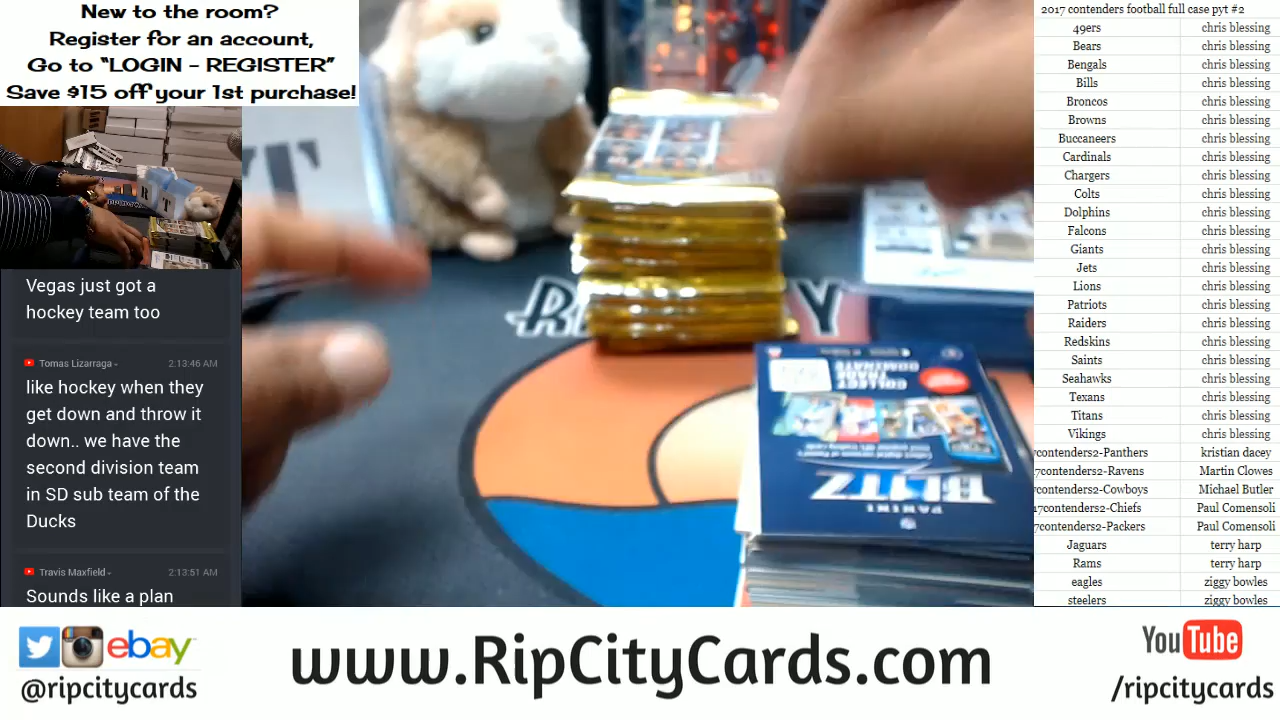 New to the room?
Register for an account,
Go to “LOGIN – REGISTER”
Save $15 off your 1st purchase!
Vegas just got a
hockey team too
Tomas Lizarraga
2:13:46 AM
like hockey when they
get down and throw it
down.. we have the
second division team
in SD sub team of the
Ducks
Travis Maxfield
2:13:51 AM
Sounds like a plan
T
R
Y
COLLECT
TRADE
DOMINATE
BLITZ
PANINI
2017 contenders football full case pyt #2
49ers chris blessing
Bears chris blessing
Bengals chris blessing
Bills chris blessing
Broncos chris blessing
Browns chris blessing
Buccaneers chris blessing
Cardinals chris blessing
Chargers chris blessing
Colts chris blessing
Dolphins chris blessing
Falcons chris blessing
Giants chris blessing
Jets chris blessing
Lions chris blessing
Patriots chris blessing
Raiders chris blessing
Redskins chris blessing
Saints chris blessing
Seahawks chris blessing
Texans chris blessing
Titans chris blessing
Vikings chris blessing
7contenders2-Panthers kristian dacey
7contenders2-Ravens Martin Clowes
7contenders2-Cowboys Michael Butler
7contenders2-Chiefs Paul Comensoli
7contenders2-Packers Paul Comensoli
Jaguars terry harp
Rams terry harp
eagles ziggy bowles
steelers ziggy bowles
ebay
@ripcitycards
www.RipCityCards.com
YouTube
/ripcitycards